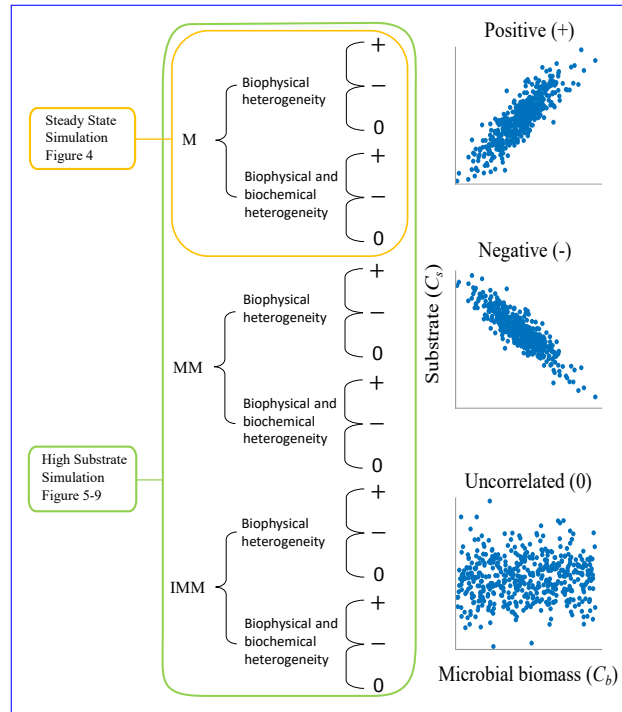 Steady State
Simulation
Figure 4
High Substrate
Simulation
Figure 5-9
M
Biophysical
heterogeneity
+
−
0
Biophysical and
biochemical
heterogeneity
+
−
0
MM
Biophysical
heterogeneity
+
−
0
Biophysical and
biochemical
heterogeneity
+
−
0
IMM
Biophysical
heterogeneity
+
−
0
Biophysical and
biochemical
heterogeneity
+
−
0
Positive (+)
Negative (-)
Uncorrelated (0)
Substrate (Cₛ)
Microbial biomass (C_b)